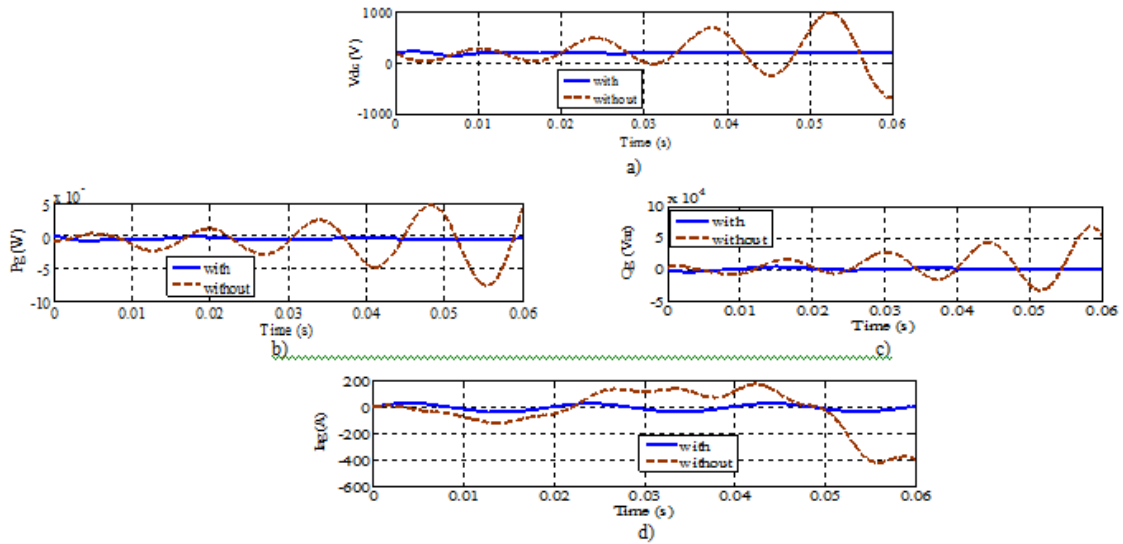 1000
0
-1000
Vdc (V)
with
without
0 0.01 0.02 0.03 0.04 0.05 0.06
Time (s)
a)
x 10
5
0
-5
-10
Pg (W)
with
without
0 0.01 0.02 0.03 0.04 0.05 0.06
Time (s)
b)
x 10⁴
10
5
0
-5
Qg (Var)
with
without
0 0.01 0.02 0.03 0.04 0.05 0.06
Time (s)
c)
200
0
-200
-400
-600
(A)
with
without
0 0.01 0.02 0.03 0.04 0.05 0.06
Time (s)
d)